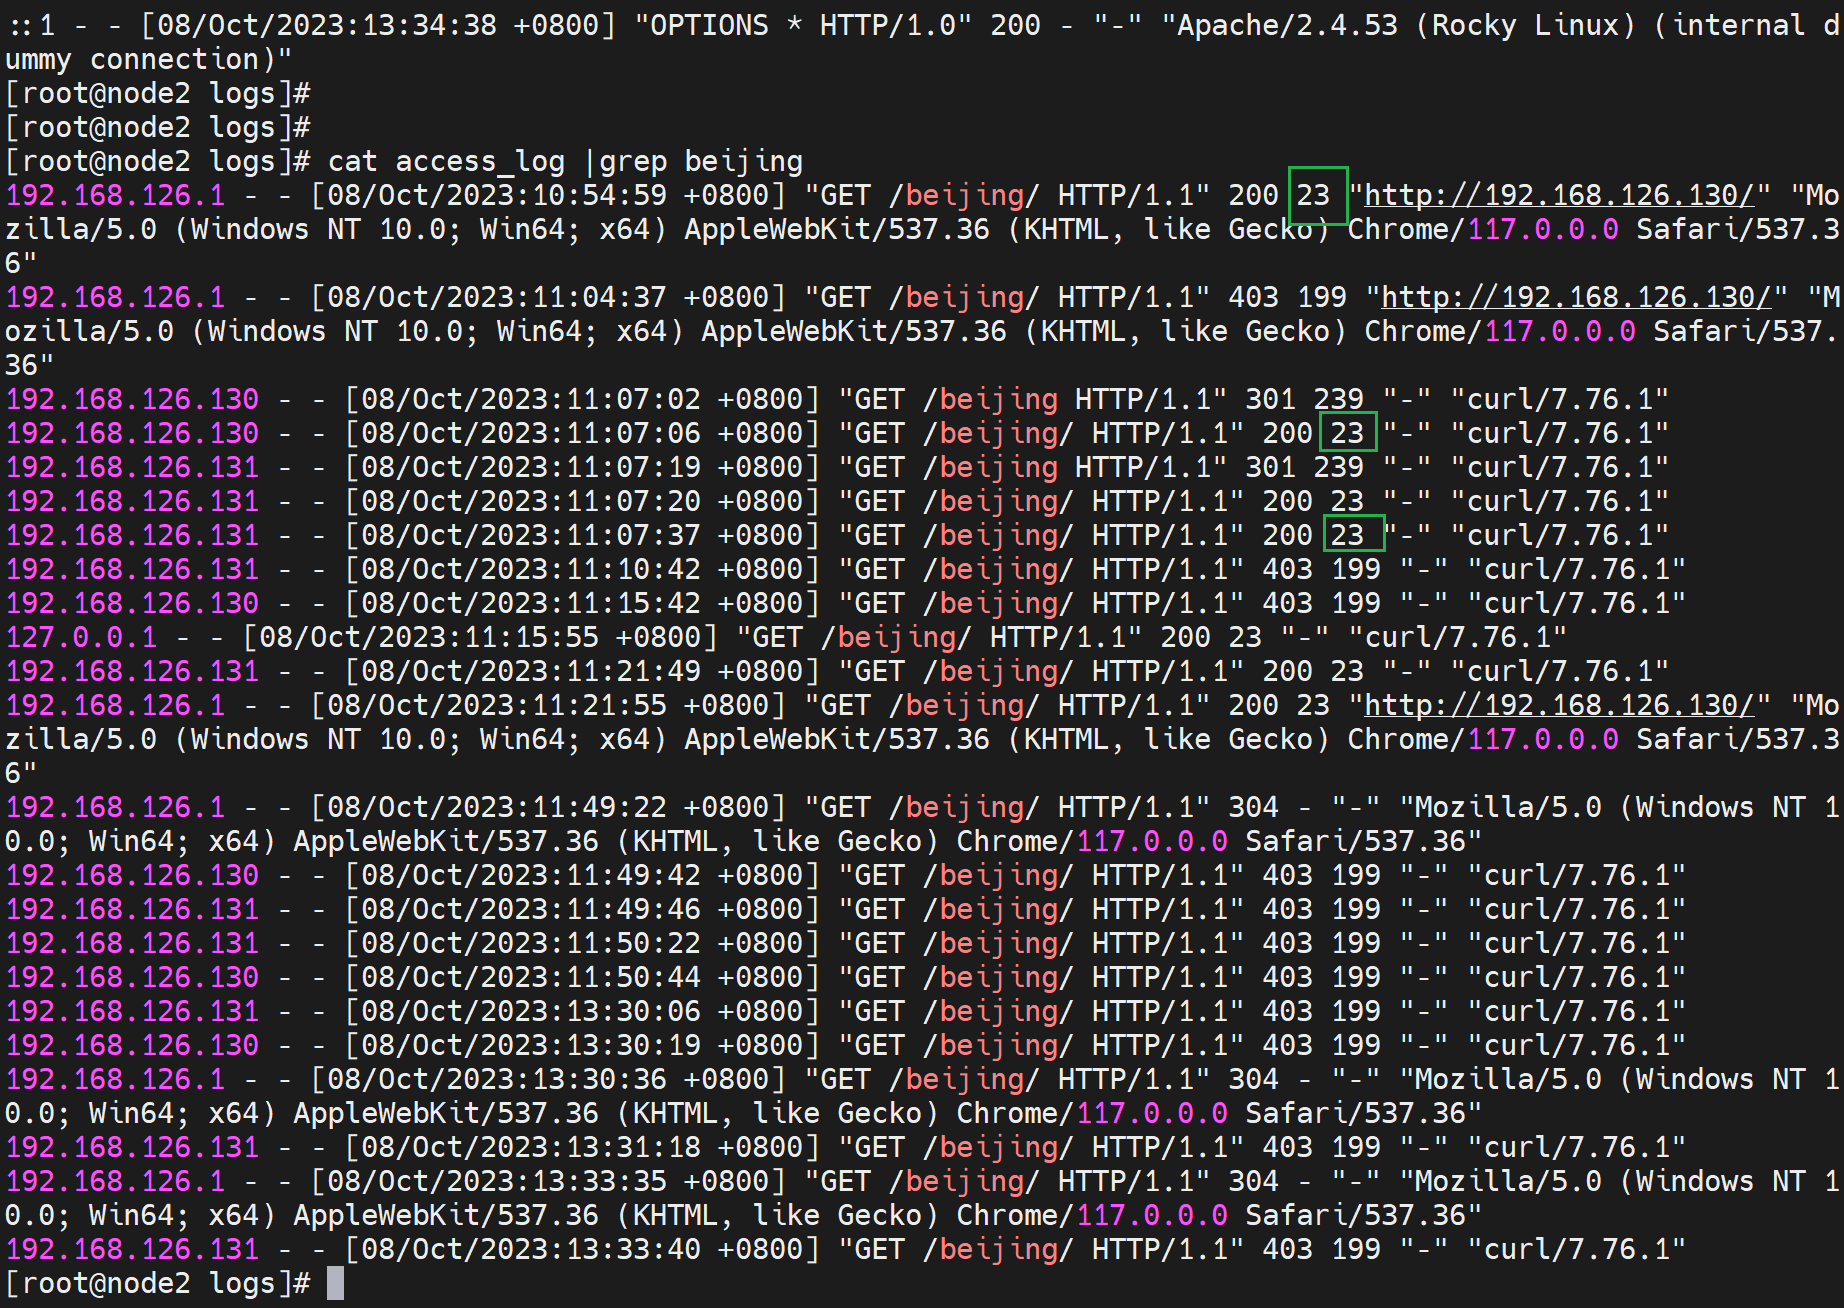 ::1 - - [08/Oct/2023:13:34:38 +0800] "OPTIONS * HTTP/1.0" 200 - "-" "Apache/2.4.53 (Rocky Linux) (internal d
ummy connection)"
[root@node2 logs]#
[root@node2 logs]#
[root@node2 logs]# cat access_log |grep beijing
192.168.126.1 - - [08/Oct/2023:10:54:59 +0800] "GET /beijing/ HTTP/1.1" 200 23 "http://192.168.126.130/" "Mo
zilla/5.0 (Windows NT 10.0; Win64; x64) AppleWebKit/537.36 (KHTML, like Gecko) Chrome/117.0.0.0 Safari/537.3
6"
192.168.126.1 - - [08/Oct/2023:11:04:37 +0800] "GET /beijing/ HTTP/1.1" 403 199 "http://192.168.126.130/" "M
ozilla/5.0 (Windows NT 10.0; Win64; x64) AppleWebKit/537.36 (KHTML, like Gecko) Chrome/117.0.0.0 Safari/537.
36"
192.168.126.130 - - [08/Oct/2023:11:07:02 +0800] "GET /beijing HTTP/1.1" 301 239 "-" "curl/7.76.1"
192.168.126.130 - - [08/Oct/2023:11:07:06 +0800] "GET /beijing/ HTTP/1.1" 200 23 "-" "curl/7.76.1"
192.168.126.131 - - [08/Oct/2023:11:07:19 +0800] "GET /beijing HTTP/1.1" 301 239 "-" "curl/7.76.1"
192.168.126.131 - - [08/Oct/2023:11:07:20 +0800] "GET /beijing/ HTTP/1.1" 200 23 "-" "curl/7.76.1"
192.168.126.131 - - [08/Oct/2023:11:07:37 +0800] "GET /beijing/ HTTP/1.1" 200 23 "-" "curl/7.76.1"
192.168.126.131 - - [08/Oct/2023:11:10:42 +0800] "GET /beijing/ HTTP/1.1" 403 199 "-" "curl/7.76.1"
192.168.126.130 - - [08/Oct/2023:11:15:42 +0800] "GET /beijing/ HTTP/1.1" 403 199 "-" "curl/7.76.1"
127.0.0.1 - - [08/Oct/2023:11:15:55 +0800] "GET /beijing/ HTTP/1.1" 200 23 "-" "curl/7.76.1"
192.168.126.131 - - [08/Oct/2023:11:21:49 +0800] "GET /beijing/ HTTP/1.1" 200 23 "-" "curl/7.76.1"
192.168.126.1 - - [08/Oct/2023:11:21:55 +0800] "GET /beijing/ HTTP/1.1" 200 23 "http://192.168.126.130/" "Mo
zilla/5.0 (Windows NT 10.0; Win64; x64) AppleWebKit/537.36 (KHTML, like Gecko) Chrome/117.0.0.0 Safari/537.3
6"
192.168.126.1 - - [08/Oct/2023:11:49:22 +0800] "GET /beijing/ HTTP/1.1" 304 - "-" "Mozilla/5.0 (Windows NT 1
0.0; Win64; x64) AppleWebKit/537.36 (KHTML, like Gecko) Chrome/117.0.0.0 Safari/537.36"
192.168.126.130 - - [08/Oct/2023:11:49:42 +0800] "GET /beijing/ HTTP/1.1" 403 199 "-" "curl/7.76.1"
192.168.126.131 - - [08/Oct/2023:11:49:46 +0800] "GET /beijing/ HTTP/1.1" 403 199 "-" "curl/7.76.1"
192.168.126.131 - - [08/Oct/2023:11:50:22 +0800] "GET /beijing/ HTTP/1.1" 403 199 "-" "curl/7.76.1"
192.168.126.130 - - [08/Oct/2023:11:50:44 +0800] "GET /beijing/ HTTP/1.1" 403 199 "-" "curl/7.76.1"
192.168.126.131 - - [08/Oct/2023:13:30:06 +0800] "GET /beijing/ HTTP/1.1" 403 199 "-" "curl/7.76.1"
192.168.126.130 - - [08/Oct/2023:13:30:19 +0800] "GET /beijing/ HTTP/1.1" 403 199 "-" "curl/7.76.1"
192.168.126.1 - - [08/Oct/2023:13:30:36 +0800] "GET /beijing/ HTTP/1.1" 304 - "-" "Mozilla/5.0 (Windows NT 1
0.0; Win64; x64) AppleWebKit/537.36 (KHTML, like Gecko) Chrome/117.0.0.0 Safari/537.36"
192.168.126.131 - - [08/Oct/2023:13:31:18 +0800] "GET /beijing/ HTTP/1.1" 403 199 "-" "curl/7.76.1"
192.168.126.1 - - [08/Oct/2023:13:33:35 +0800] "GET /beijing/ HTTP/1.1" 304 - "-" "Mozilla/5.0 (Windows NT 1
0.0; Win64; x64) AppleWebKit/537.36 (KHTML, like Gecko) Chrome/117.0.0.0 Safari/537.36"
192.168.126.131 - - [08/Oct/2023:13:33:40 +0800] "GET /beijing/ HTTP/1.1" 403 199 "-" "curl/7.76.1"
[root@node2 logs]#